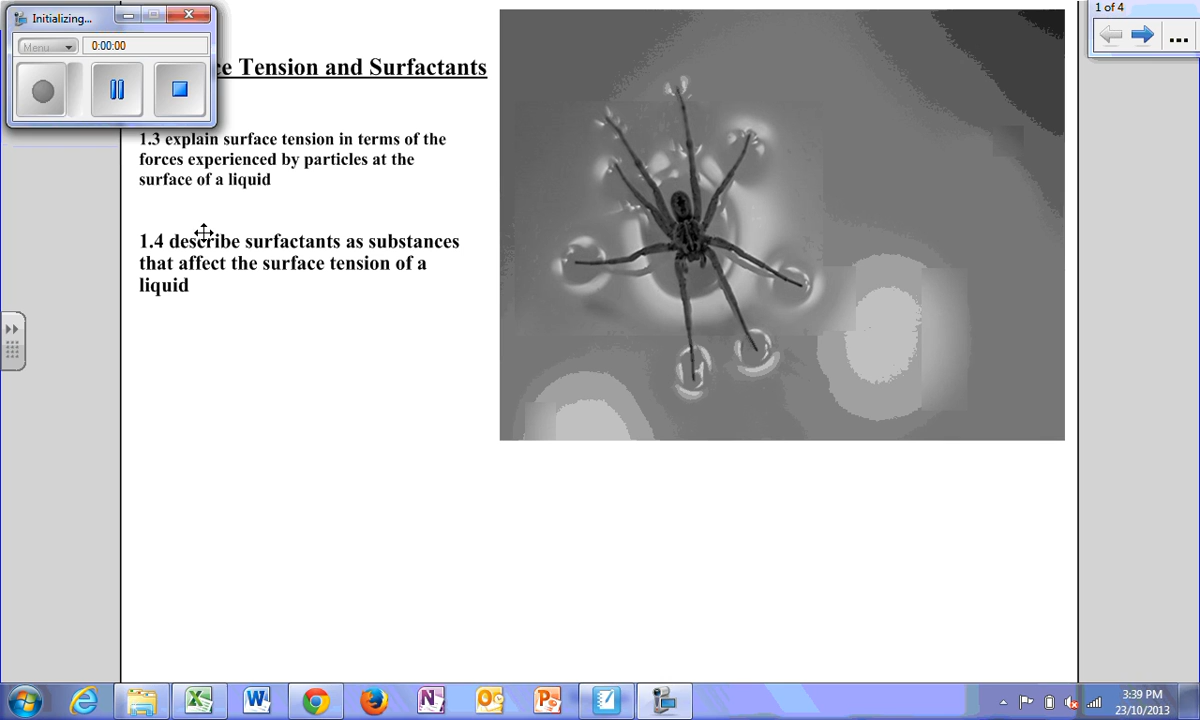 Initializing...
Menu
0:00:00
1 of 4
ce Tension and Surfactants
1.3 explain surface tension in terms of the
forces experienced by particles at the
surface of a liquid
1.4 describe surfactants as substances
that affect the surface tension of a
liquid
3:39 PM
23/10/2013